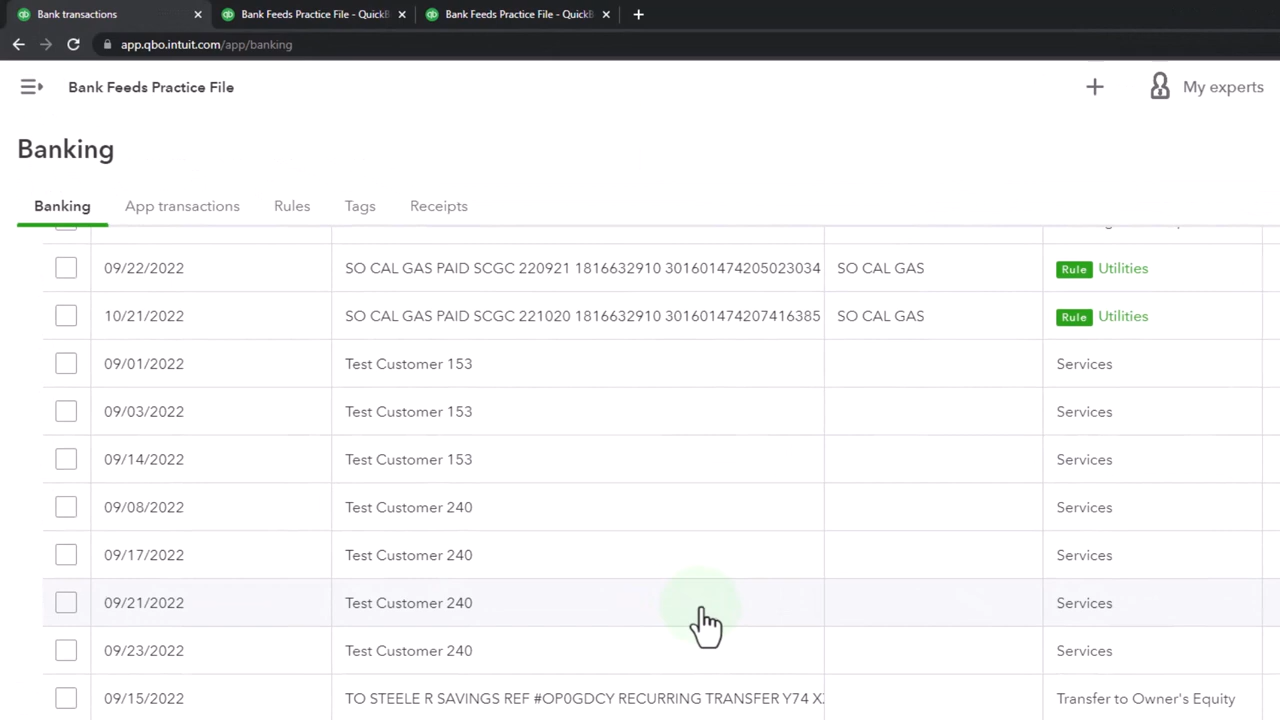 Bank transactions
Bank Feeds Practice File - QuickB
Bank Feeds Practice File - QuickB
app.qbo.intuit.com/app/banking
Bank Feeds Practice File
My experts
Banking
Banking App transactions Rules Tags Receipts
09/22/2022 SO CAL GAS PAID SCGC 220921 1816632910 301601474205023034 SO CAL GAS Rule Utilities
10/21/2022 SO CAL GAS PAID SCGC 221020 1816632910 301601474207416385 SO CAL GAS Rule Utilities
09/01/2022 Test Customer 153 Services
09/03/2022 Test Customer 153 Services
09/14/2022 Test Customer 153 Services
09/08/2022 Test Customer 240 Services
09/17/2022 Test Customer 240 Services
09/21/2022 Test Customer 240 Services
09/23/2022 Test Customer 240 Services
09/15/2022 TO STEELE R SAVINGS REF #OP0GDCY RECURRING TRANSFER Y74 X Transfer to Owner's Equity